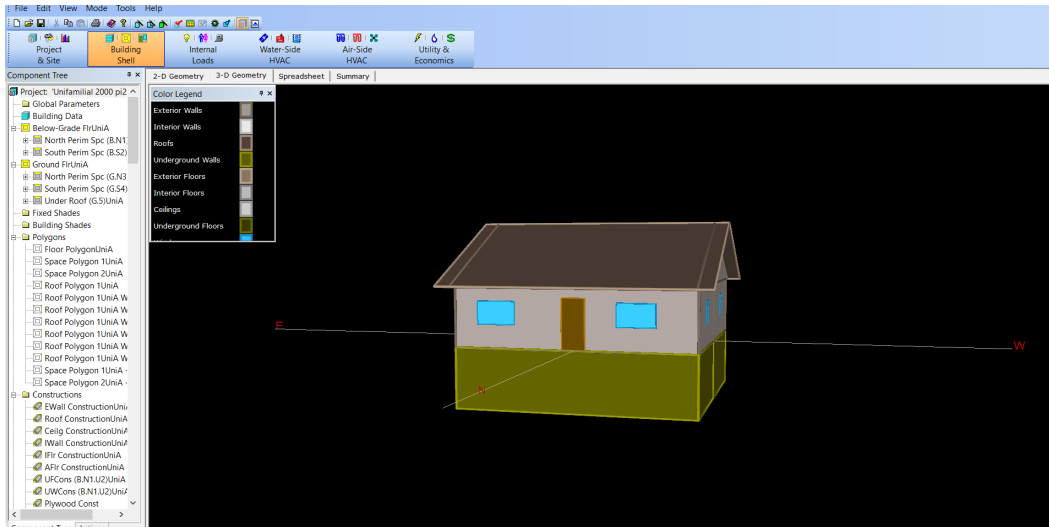 File Edit View Mode Tools Help
Project & Site
Building Shell
Internal Loads
Water-Side HVAC
Air-Side HVAC
Utility & Economics
Component Tree
2-D Geometry 3-D Geometry Spreadsheet Summary
Project: 'Unifamilial 2000 pi2
Global Parameters
Building Data
Below-Grade FlrUniA
North Perim Spc (B.N1)
South Perim Spc (B.S2)
Ground FlrUniA
North Perim Spc (G.N3
South Perim Spc (G.S4)
Under Roof (G.5)UniA
Fixed Shades
Building Shades
Polygons
Floor PolygonUniA
Space Polygon 1UniA
Space Polygon 2UniA
Roof Polygon 1UniA
Roof Polygon 1UniA W
Roof Polygon 1UniA W
Roof Polygon 1UniA W
Roof Polygon 1UniA W
Roof Polygon 1UniA W
Roof Polygon 1UniA W
Space Polygon 1UniA -
Space Polygon 2UniA -
Constructions
EWall ConstructionUni
Roof ConstructionUniA
Ceilg ConstructionUniA
IWall ConstructionUniA
IFlr ConstructionUniA
AFlr ConstructionUniA
UFCons (B.N1.U2)UniA
UWCons (B.N1.U2)UniA
Plywood Const
Color Legend
Exterior Walls
Interior Walls
Roofs
Underground Walls
Exterior Floors
Interior Floors
Ceilings
Underground Floors
N
W